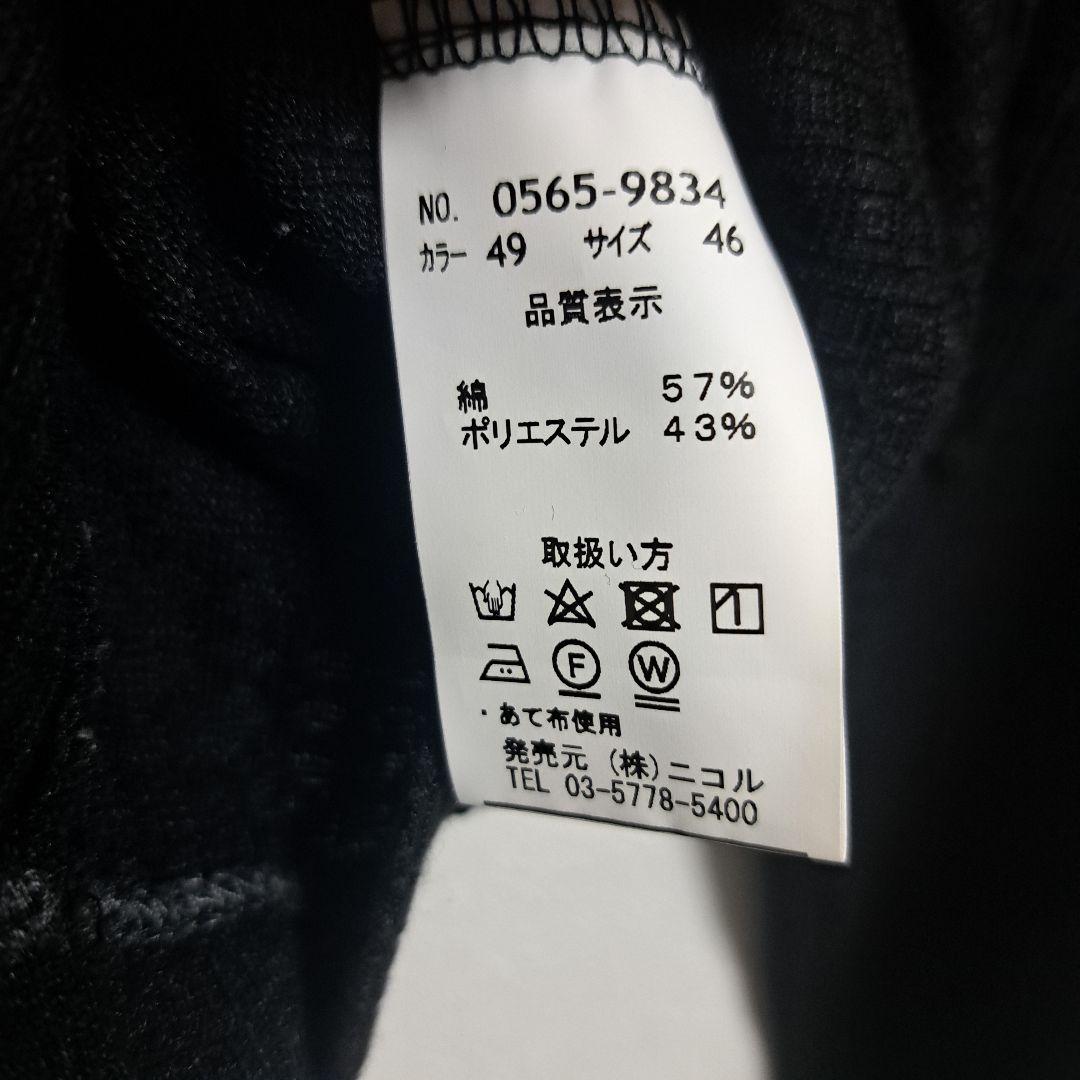 NO. 0565-9834
カラー 49 サイズ 46
品質表示
綿 57%
ポリエステル 43%
取扱い方
F W
・あて布使用
発売元 (株)ニコル
TEL 03-5778-5400